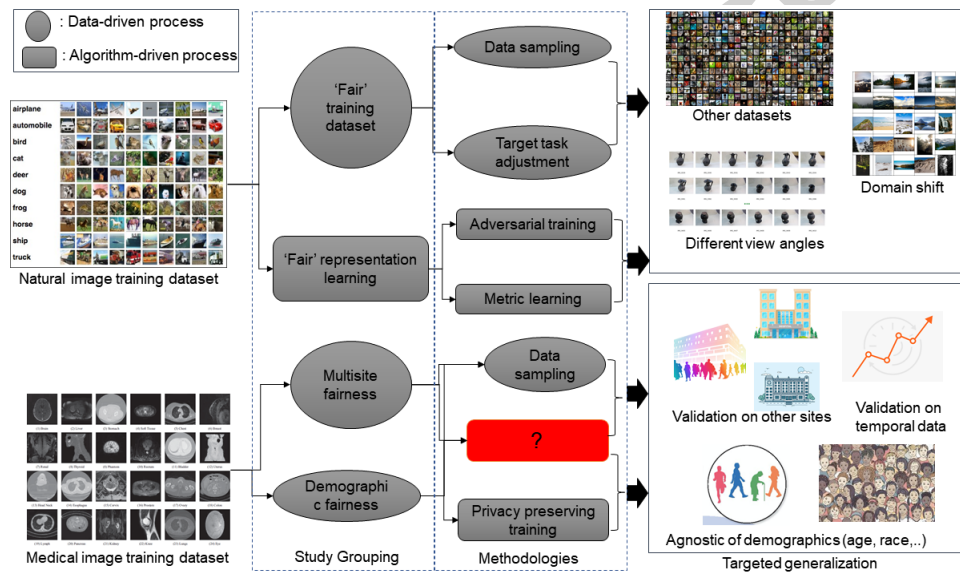 : Data-driven process
: Algorithm-driven process
airplane
automobile
bird
cat
deer
dog
frog
horse
ship
truck
Natural image training dataset
Medical image training dataset
‘Fair’
training
dataset
‘Fair’ representation
learning
Multisite
fairness
Demographi
c fairness
Study Grouping
Data sampling
Target task
adjustment
Adversarial training
Metric learning
Data
sampling
?
Privacy preserving
training
Methodologies
Other datasets
Domain shift
Different view angles
Validation on other sites
Validation on
temporal data
Agnostic of demographics (age, race,..)
Targeted generalization